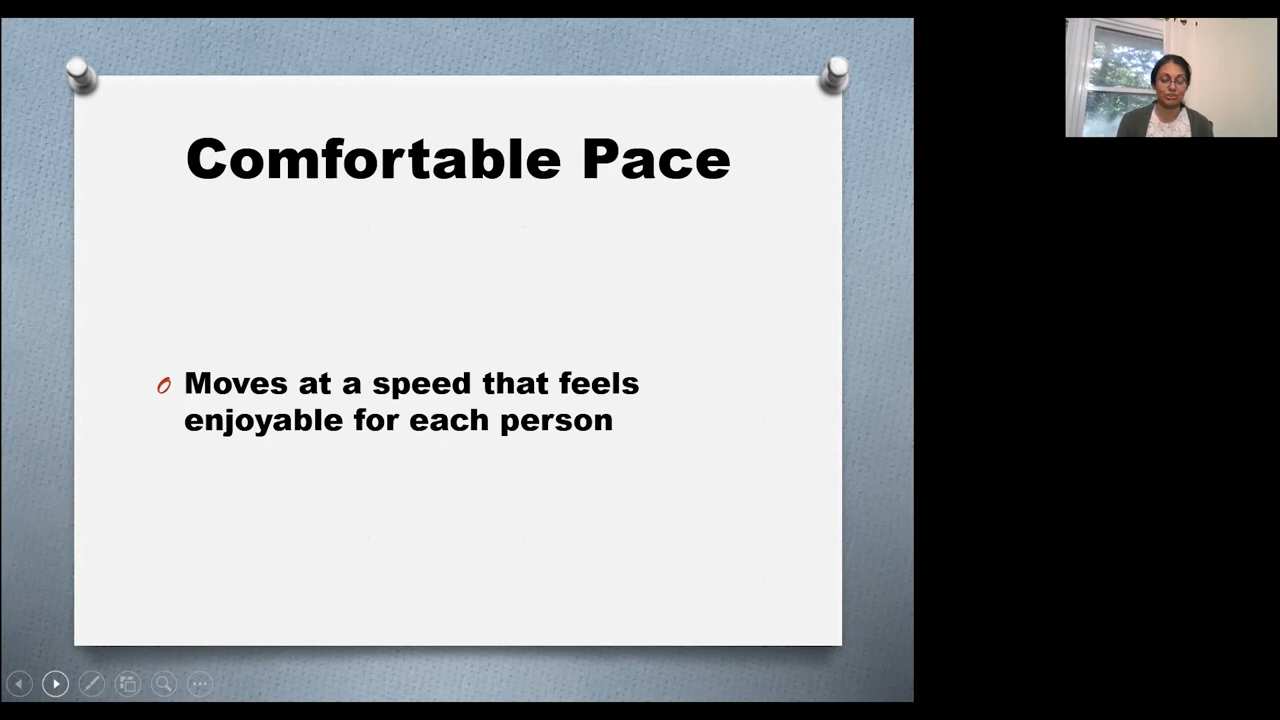 Comfortable Pace
Moves at a speed that feels
enjoyable for each person